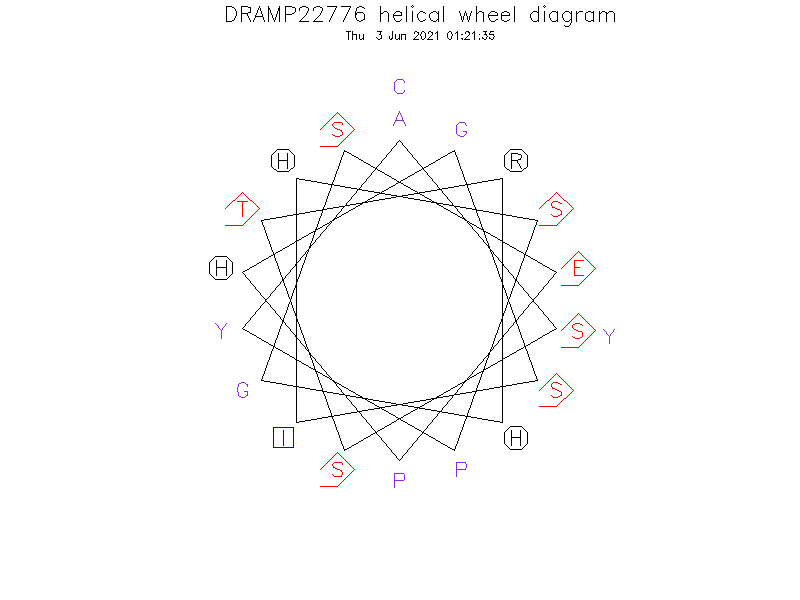 DRAMP22776 helical wheel diagram
Thu 3 Jun 2021 01:21:35
C
A
S G
H R
T S
H E
Y S Y
G S
I H
S P P